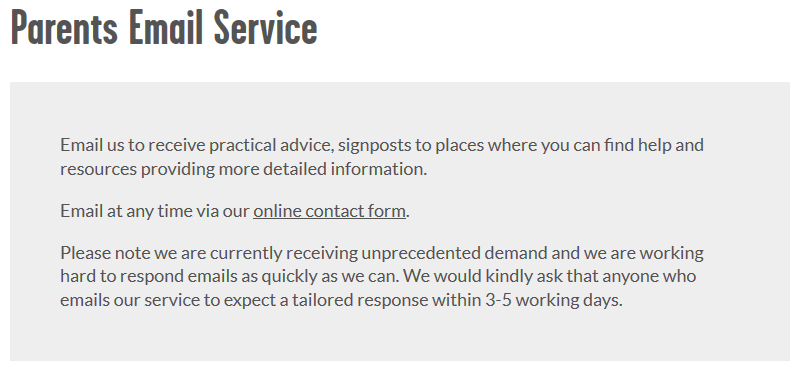 Parents Email Service
Email us to receive practical advice, signposts to places where you can find help and
resources providing more detailed information.
Email at any time via our online contact form.
Please note we are currently receiving unprecedented demand and we are working
hard to respond emails as quickly as we can. We would kindly ask that anyone who
emails our service to expect a tailored response within 3-5 working days.